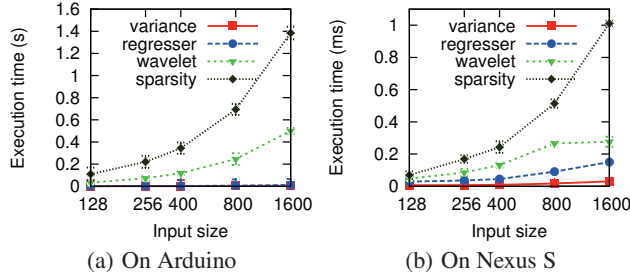 1.6
1.4
1.2
1
0.8
0.6
0.4
0.2
0
Execution time (s)
variance
regresser
wavelet
sparsity
128 256 400 800 1600
Input size
(a) On Arduino
1
0.8
0.6
0.4
0.2
0
Execution time (ms)
variance
regresser
wavelet
sparsity
128 256 400 800 1600
Input size
(b) On Nexus S